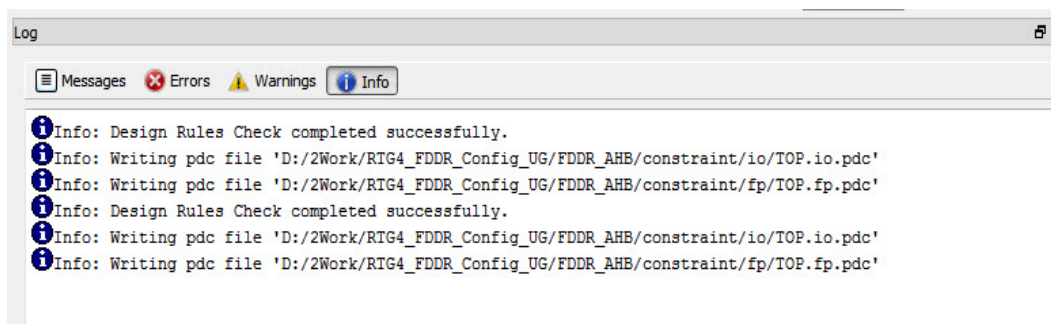 Log
Messages Errors Warnings Info
Info: Design Rules Check completed successfully.
Info: Writing pdc file 'D:/2Work/RTG4_FDDR_Config_UG/FDDR_AHB/constraint/io/TOP.io.pdc'
Info: Writing pdc file 'D:/2Work/RTG4_FDDR_Config_UG/FDDR_AHB/constraint/fp/TOP.fp.pdc'
Info: Design Rules Check completed successfully.
Info: Writing pdc file 'D:/2Work/RTG4_FDDR_Config_UG/FDDR_AHB/constraint/io/TOP.io.pdc'
Info: Writing pdc file 'D:/2Work/RTG4_FDDR_Config_UG/FDDR_AHB/constraint/fp/TOP.fp.pdc'